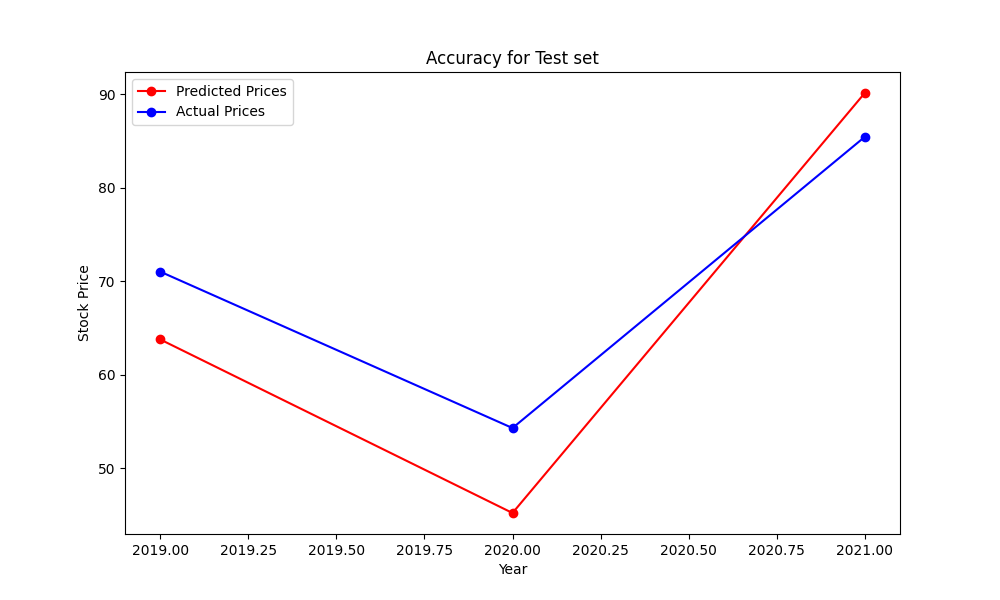 Accuracy for Test set
Predicted Prices
Actual Prices
90
80
70
60
50
Stock Price
2019.00 2019.25 2019.50 2019.75 2020.00 2020.25 2020.50 2020.75 2021.00
Year